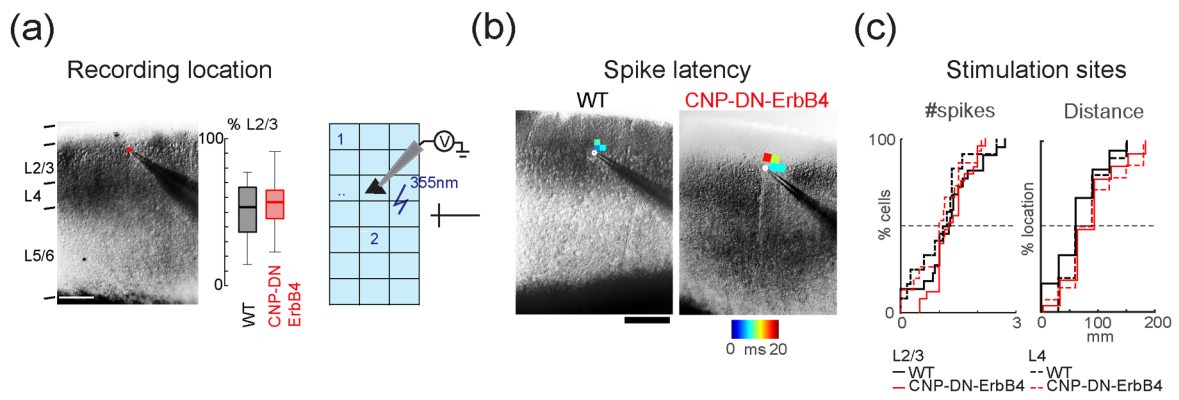 (a)
Recording location
% L2/3
100
0
L2/3
L4
L5/6
WT
CNP-DN
ErbB4
1
..
2
V
355nm
(b)
Spike latency
WT
CNP-DN-ErbB4
0 ms 20
(c)
Stimulation sites
#spikes
Distance
100
% cells
0
0
3
% location
0
100
200
mm
L2/3
WT
CNP-DN-ErbB4
L4
WT
CNP-DN-ErbB4